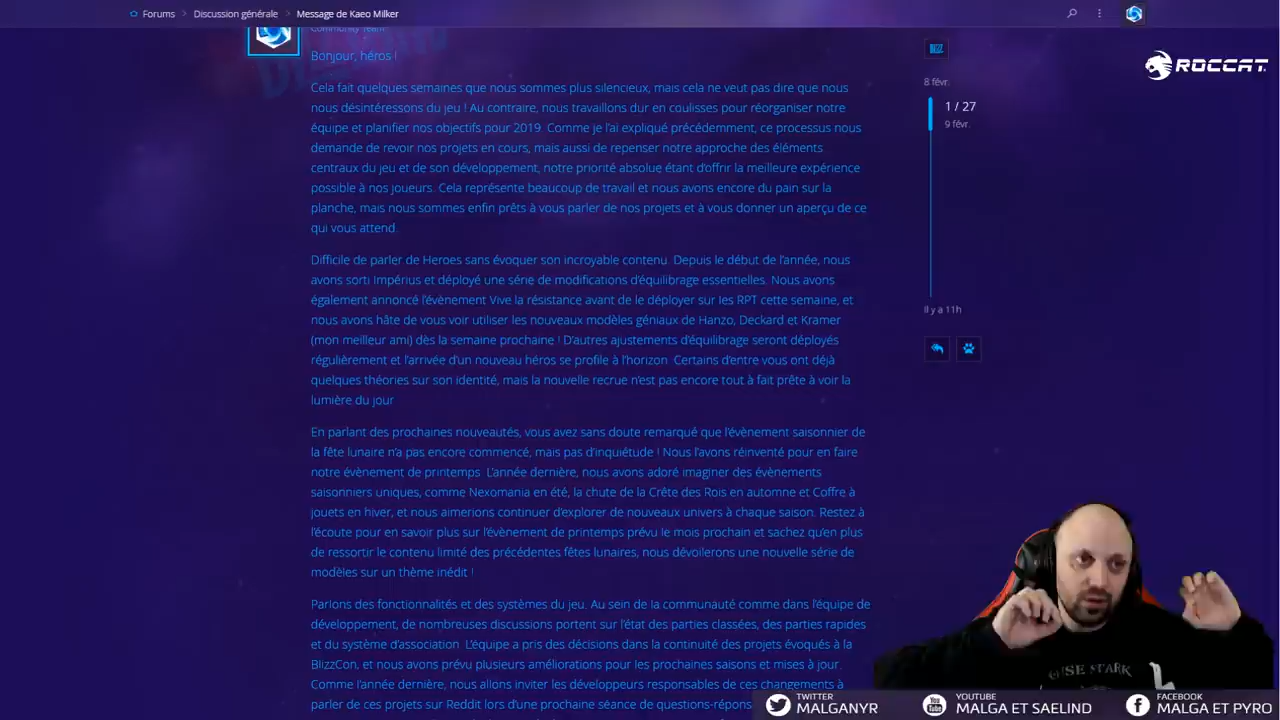 Forums > Discussion générale > Message de Kaeo Milker
Community Team
Bonjour, héros !
ROCCAT
8 févr.
Cela fait quelques semaines que nous sommes plus silencieux, mais cela ne veut pas dire que nous
nous désintéressons du jeu ! Au contraire, nous travaillons dur en coulisses pour réorganiser notre
équipe et planifier nos objectifs pour 2019. Comme je l'ai expliqué précédemment, ce processus nous
demande de revoir nos projets en cours, mais aussi de repenser notre approche des éléments
centraux du jeu et de son développement, notre priorité absolue étant d'offrir la meilleure expérience
possible à nos joueurs. Cela représente beaucoup de travail et nous avons encore du pain sur la
planche, mais nous sommes enfin prêts à vous parler de nos projets et à vous donner un aperçu de ce
qui vous attend.
1 / 27
9 févr.
Difficile de parler de Heroes sans évoquer son incroyable contenu. Depuis le début de l'année, nous
avons sorti Impérius et déployé une série de modifications d'équilibrage essentielles. Nous avons
également annoncé l'évènement Vive la résistance avant de le déployer sur les RPT cette semaine, et
nous avons hâte de vous voir utiliser les nouveaux modèles géniaux de Hanzo, Deckard et Kramer
(mon meilleur ami) dès la semaine prochaine ! D'autres ajustements d'équilibrage seront déployés
régulièrement et l'arrivée d'un nouveau héros se profile à l'horizon. Certains d'entre vous ont déjà
quelques théories sur son identité, mais la nouvelle recrue n'est pas encore tout à fait prête à voir la
lumière du jour
Il y a 11h
En parlant des prochaines nouveautés, vous avez sans doute remarqué que l'évènement saisonnier de
la fête lunaire n'a pas encore commencé, mais pas d'inquiétude ! Nous l'avons réinventé pour en faire
notre évènement de printemps. L'année dernière, nous avons adoré imaginer des évènements
saisonniers uniques, comme Nexomania en été, la chute de la Crête des Rois en automne et Coffre à
jouets en hiver, et nous aimerions continuer d'explorer de nouveaux univers à chaque saison. Restez à
l'écoute pour en savoir plus sur l'évènement de printemps prévu le mois prochain et sachez qu'en plus
de ressortir le contenu limité des précédentes fêtes lunaires, nous dévoilerons une nouvelle série de
modèles sur un thème inédit !
Parlons des fonctionnalités et des systèmes du jeu. Au sein de la communauté comme dans l'équipe de
développement, de nombreuses discussions portent sur l'état des parties classées, des parties rapides
et du système d'association. L'équipe a pris des décisions dans la continuité des projets évoqués à la
BlizzCon, et nous avons prévu plusieurs améliorations pour les prochaines saisons et mises à jour.
Comme l'année dernière, nous allons inviter les développeurs responsables de ces changements à
parler de ces projets sur Reddit lors d'une prochaine séance de questions-répons
TWITTER
MALGANYR
YOUTUBE
MALGA ET SAELIND
FACEBOOK
MALGA ET PYRO